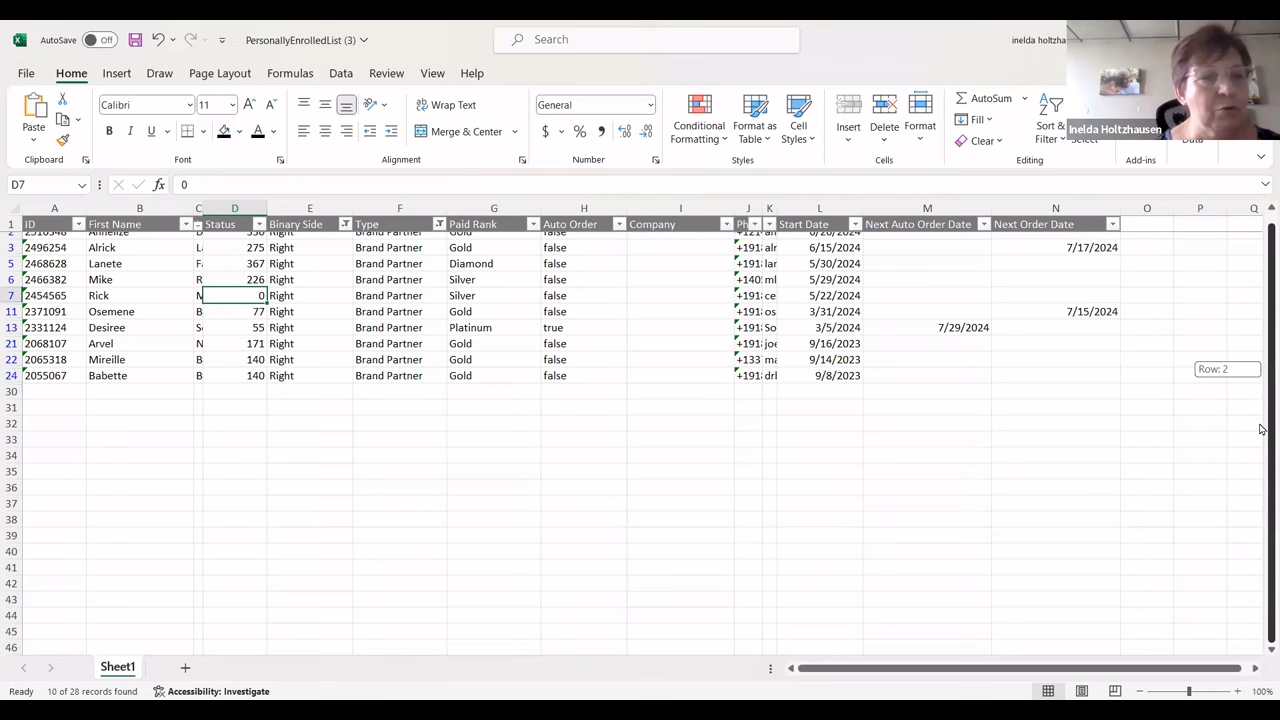 AutoSave Off PersonallyEnrolledList (3) Search
Inelda Holtzhausen
File Home Insert Draw Page Layout Formulas Data Review View Help
Paste Calibri 11 Wrap Text Merge & Center General Conditional Formatting Format as Table Cell Styles Insert Delete Format AutoSum Fill Clear
Clipboard Font Alignment Number Styles Cells Editing Add-ins
D7 fx 0
A B C D E F G H I J K L M N O P Q
1 ID First Name Status Binary Side Type Paid Rank Auto Order Company Ph Start Date Next Auto Order Date Next Order Date
3 2496254 Alrick 275 Right Brand Partner Gold false 6/15/2024 7/17/2024
5 2468628 Lanete 367 Right Brand Partner Diamond false 5/30/2024
6 2466382 Mike 226 Right Brand Partner Silver false 5/29/2024
7 2454565 Rick 0 Right Brand Partner Silver false 5/22/2024
11 2371091 Osemene 77 Right Brand Partner Gold false 3/31/2024 7/15/2024
13 2331124 Desiree 55 Right Brand Partner Platinum true 3/5/2024 7/29/2024
21 2068107 Arvel 171 Right Brand Partner Gold false 9/16/2023
22 2065318 Mireille 140 Right Brand Partner Gold false 9/14/2023
24 2055067 Babette 140 Right Brand Partner Gold false 9/8/2023
Row: 2
30
31
32
33
34
35
36
37
38
39
40
41
42
43
44
45
46
Sheet1
Ready 10 of 28 records found Accessibility: Investigate 100%